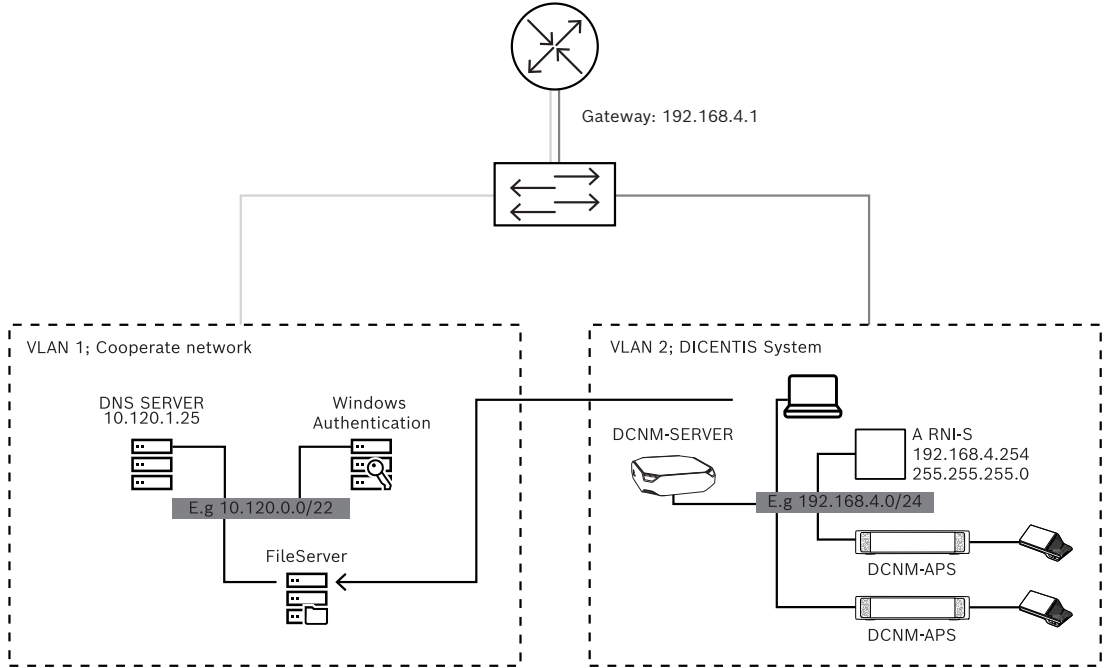 Gateway: 192.168.4.1
VLAN 1; Cooperate network
DNS SERVER
10.120.1.25
Windows
Authentication
E.g 10.120.0.0/22
FileServer
VLAN 2; DICENTIS System
DCNM-SERVER
A RNI-S
192.168.4.254
255.255.255.0
E.g 192.168.4.0/24
DCNM-APS
DCNM-APS